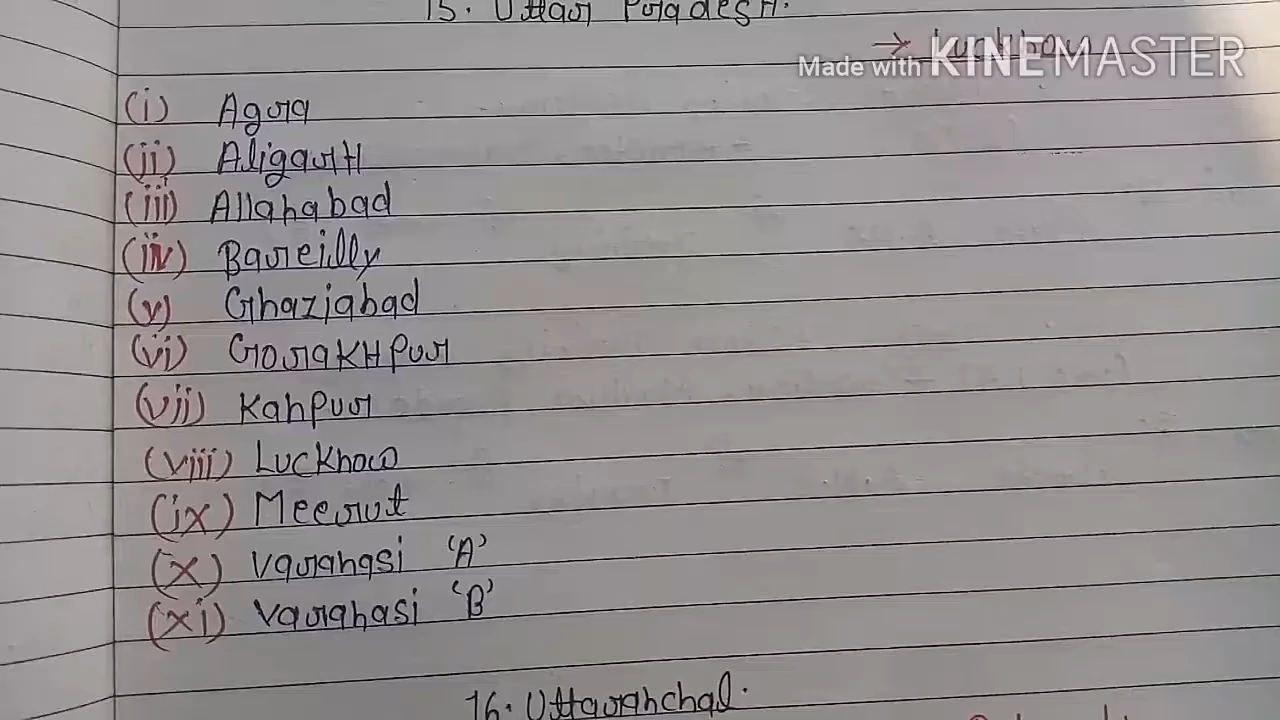 15. Uttar Pradesh.
→ Lucknow
Made with KINEMASTER
(i) Agra
(ii) Aligarh
(iii) Allahabad
(iv) Bareilly
(v) Ghaziabad
(vi) Gorakhpur
(vii) Kanpur
(viii) Lucknow
(ix) Meerut
(x) Varanasi 'A'
(xi) Varanasi 'B'
16. Uttaranchal.